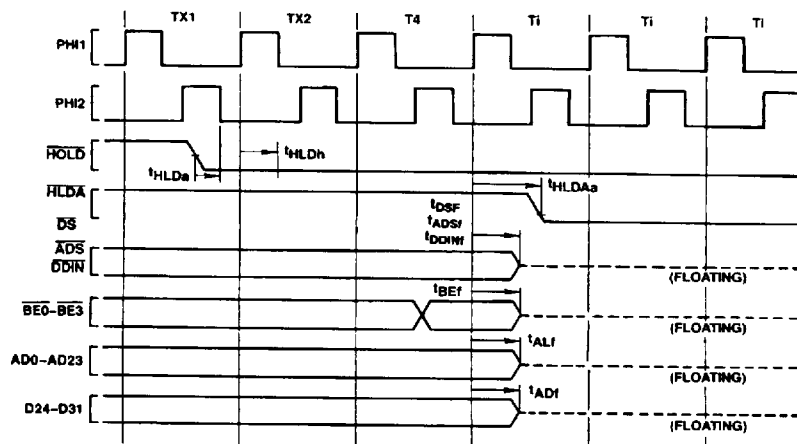 TX1 TX2 T4 Ti Ti Ti
PHI1
PHI2
HOLD
tHLDh
tHLDa
HLDA
tHLDAa
DS
tDSF
tADSf
tDDINf
ADS
DDIN
(FLOATING)
tBEf
BE0-BE3
(FLOATING)
tALf
AD0-AD23
(FLOATING)
tADf
D24-D31
(FLOATING)